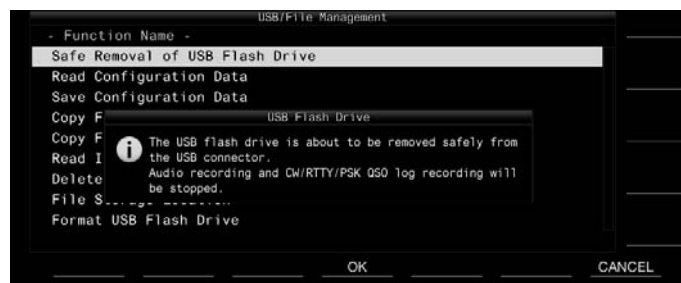 USB/File Management
- Function Name -
Safe Removal of USB Flash Drive
Read Configuration Data
Save Configuration Data
Copy F
USB Flash Drive
Copy F
The USB flash drive is about to be removed safely from
Read I
the USB connector.
Delete
Audio recording and CW/RTTY/PSK QSO log recording will
be stopped.
File S
Format USB Flash Drive
OK
CANCEL